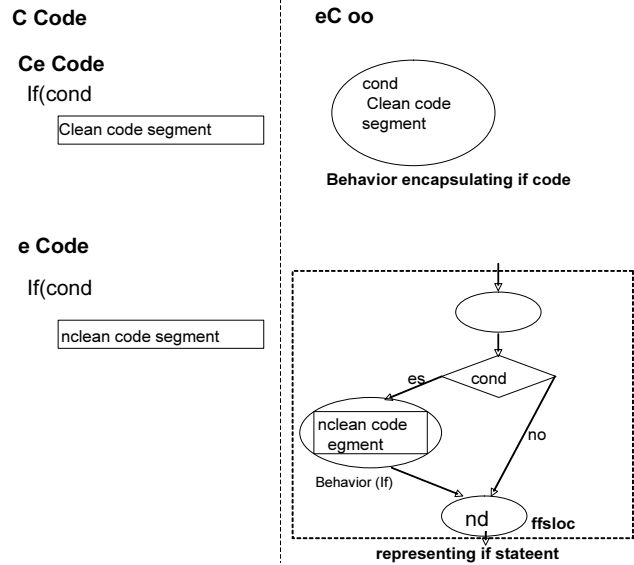 C Code
eC oo
Ce Code
If(cond
Clean code segment
cond
Clean code
segment
Behavior encapsulating if code
e Code
If(cond
nclean code segment
es
cond
nclean code
egment
no
Behavior (If)
nd
ffsloc
representing if stateent